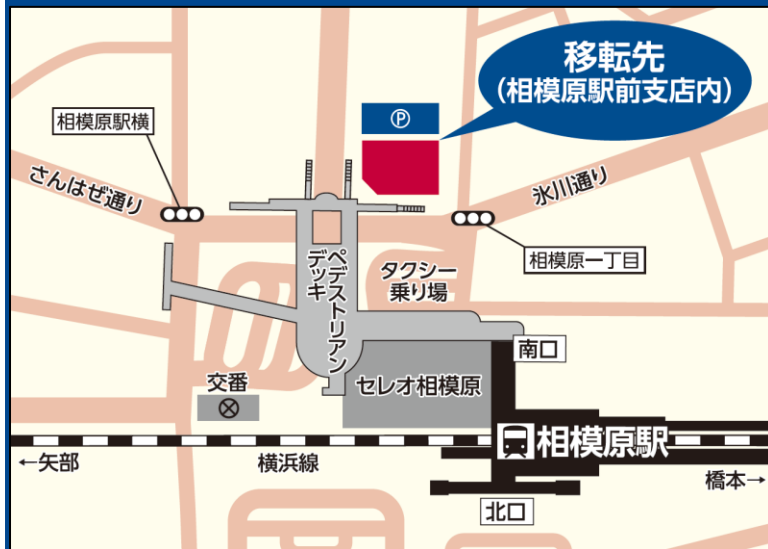 移転先
（相模原駅前支店内）
P
相模原駅横
さんはぜ通り
氷川通り
相模原一丁目
ペデストリアン
デッキ
タクシー
乗り場
南口
交番
セレオ相模原
相模原駅
←矢部
横浜線
橋本→
北口